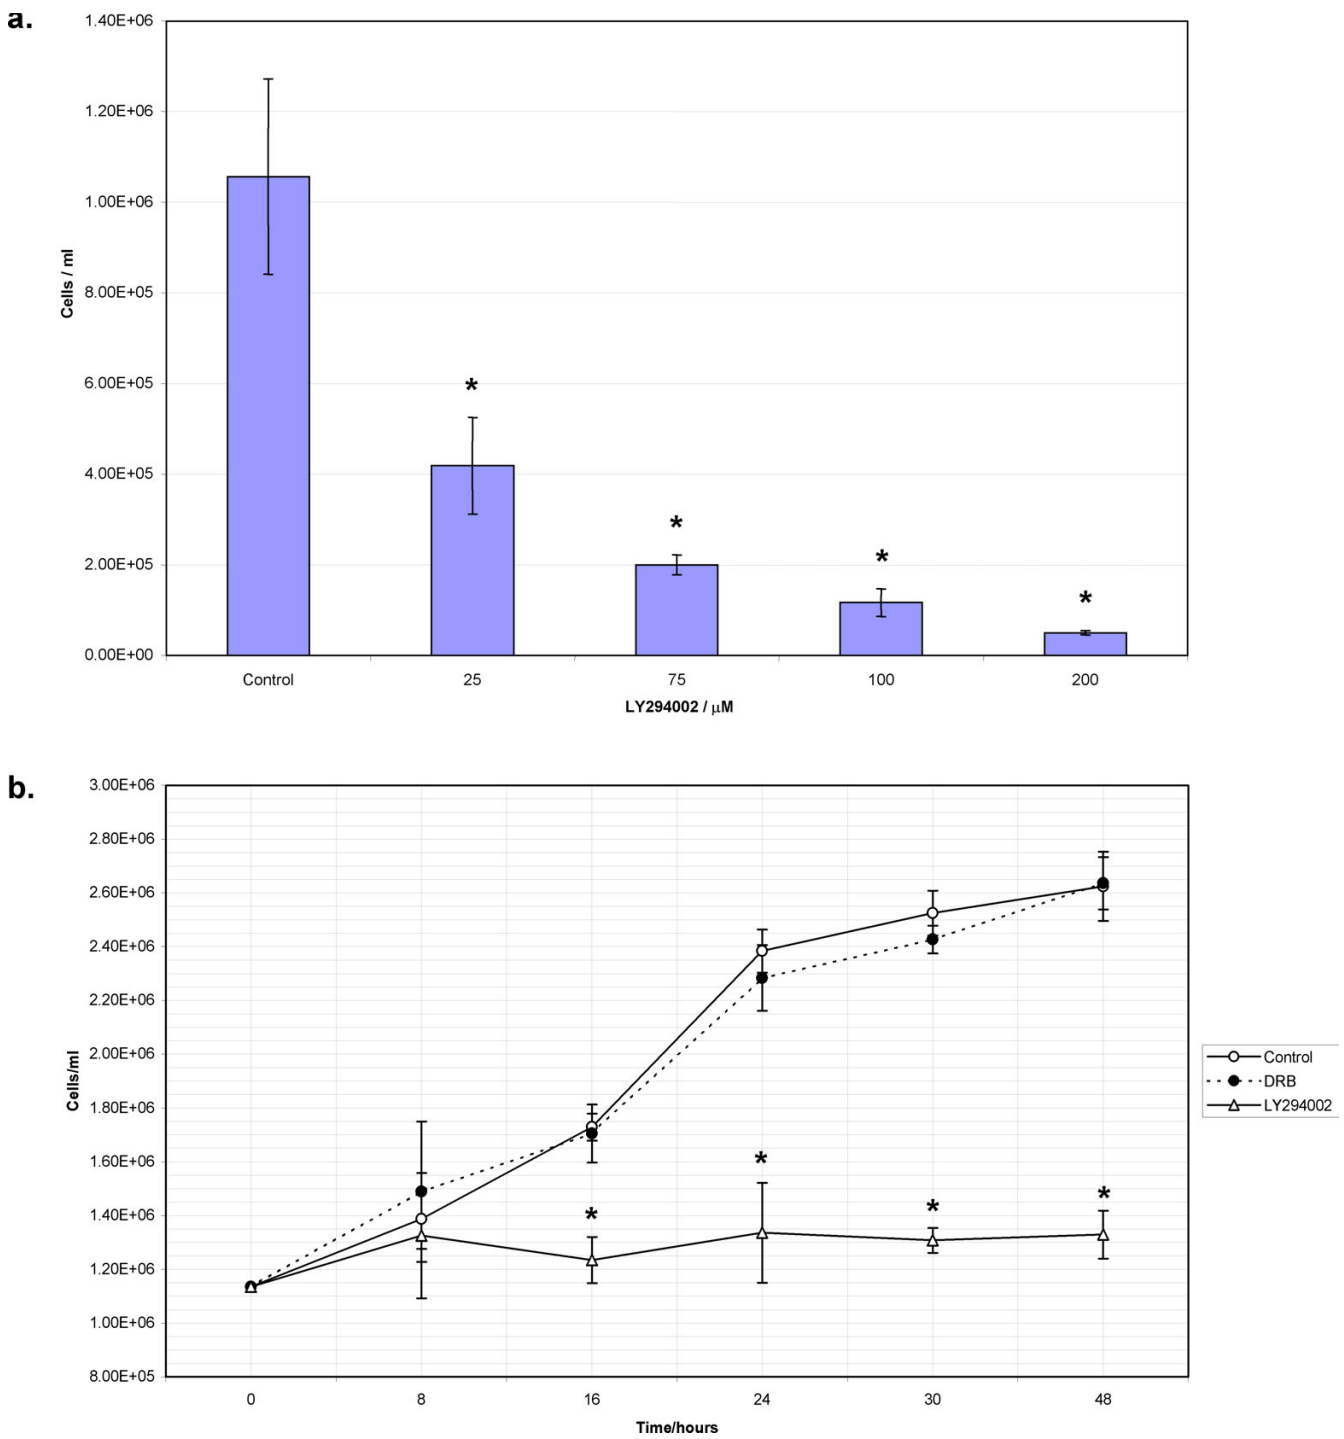 a.
1.40E+06
1.20E+06
1.00E+06
8.00E+05
6.00E+05
4.00E+05
2.00E+05
0.00E+00
Cells / ml
*
*
*
*
Control 25 75 100 200
LY294002 / μM
b.
3.00E+06
2.80E+06
2.60E+06
2.40E+06
2.20E+06
2.00E+06
1.80E+06
1.60E+06
1.40E+06
1.20E+06
1.00E+06
8.00E+05
Cells/ml
*
*
*
*
0 8 16 24 30 48
Time/hours
Control
DRB
LY294002